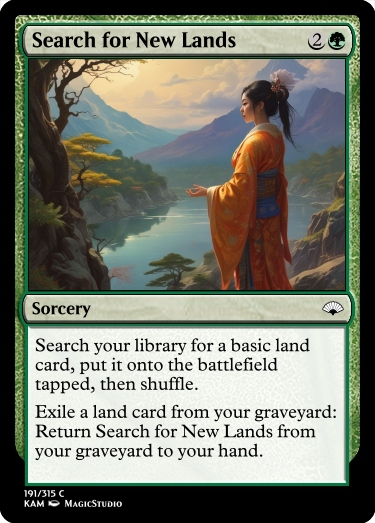 Search for New Lands 2
Sorcery
Search your library for a basic land
card, put it onto the battlefield
tapped, then shuffle.
Exile a land card from your graveyard:
Return Search for New Lands from
your graveyard to your hand.
191/315 C
KAM MagicStudio